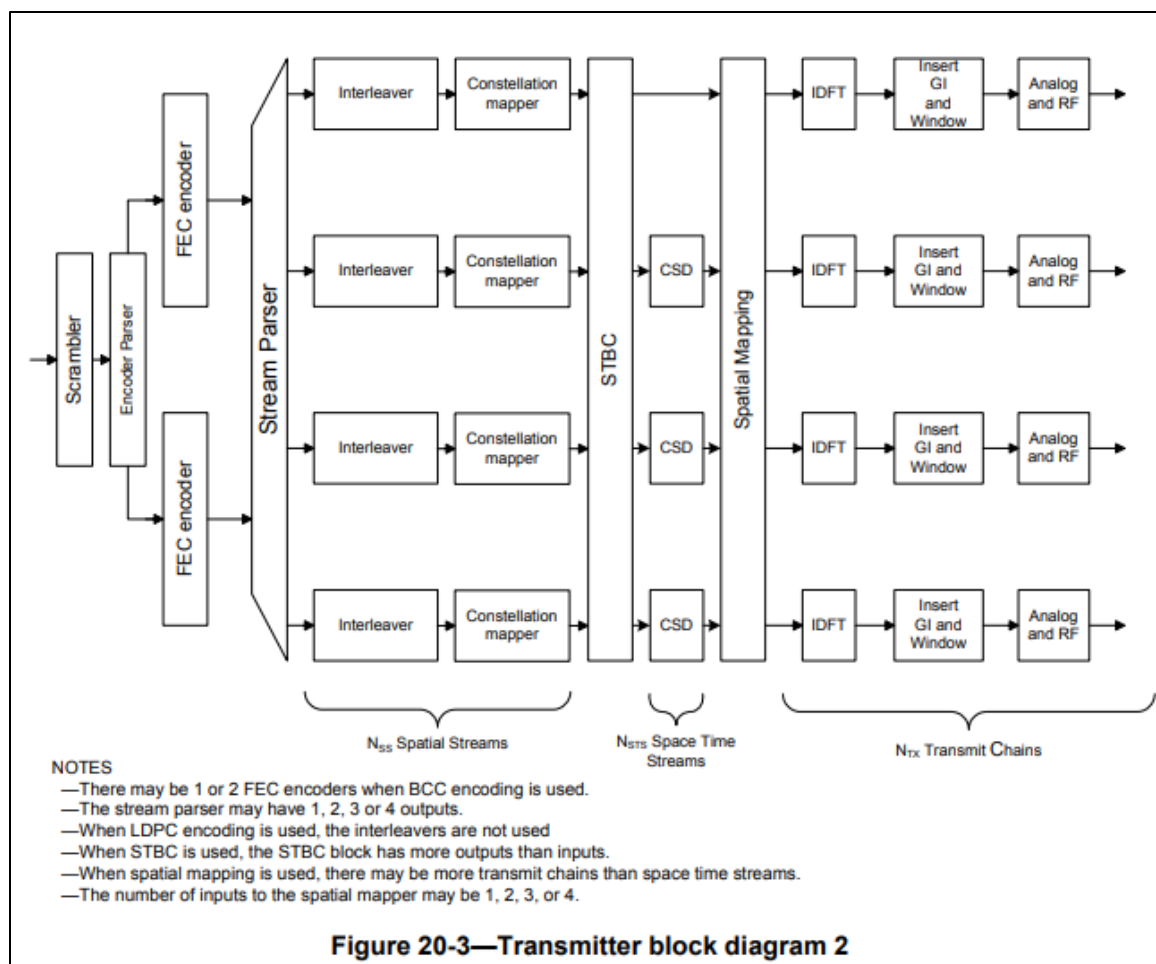 Scrambler
Encoder Parser
FEC encoder
FEC encoder
Stream Parser
Interleaver
Constellation
mapper
Interleaver
Constellation
mapper
Interleaver
Constellation
mapper
Interleaver
Constellation
mapper
STBC
CSD
CSD
CSD
Spatial Mapping
IDFT
Insert
GI
and
Window
Analog
and RF
IDFT
Insert
GI and
Window
Analog
and RF
IDFT
Insert
GI and
Window
Analog
and RF
IDFT
Insert
GI and
Window
Analog
and RF
NSS Spatial Streams
NSTS Space Time
Streams
NTX Transmit Chains
NOTES
—There may be 1 or 2 FEC encoders when BCC encoding is used.
—The stream parser may have 1, 2, 3 or 4 outputs.
—When LDPC encoding is used, the interleavers are not used
—When STBC is used, the STBC block has more outputs than inputs.
—When spatial mapping is used, there may be more transmit chains than space time streams.
—The number of inputs to the spatial mapper may be 1, 2, 3, or 4.
Figure 20-3—Transmitter block diagram 2